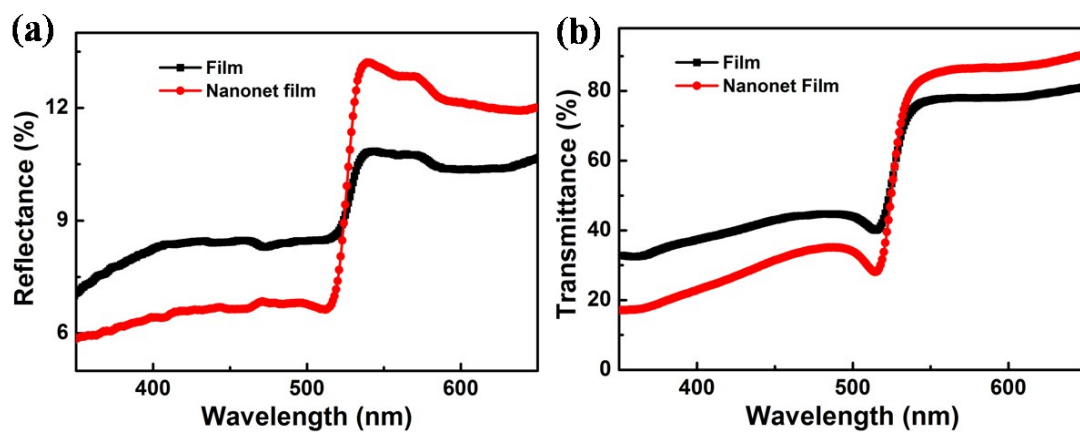 (a)
Film
Nanonet film
12
9
6
400
500
600
Reflectance (%)
Wavelength (nm)
(b)
Film
Nanonet Film
80
60
40
20
0
400
500
600
Transmittance (%)
Wavelength (nm)